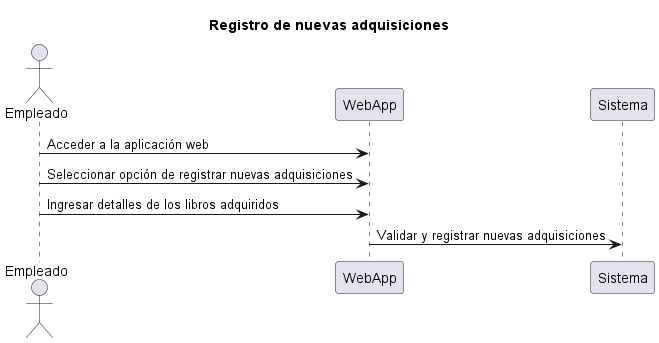 Registro de nuevas adquisiciones
Empleado
WebApp
Sistema
Acceder a la aplicación web
Seleccionar opción de registrar nuevas adquisiciones
Ingresar detalles de los libros adquiridos
Validar y registrar nuevas adquisiciones
Empleado
WebApp
Sistema